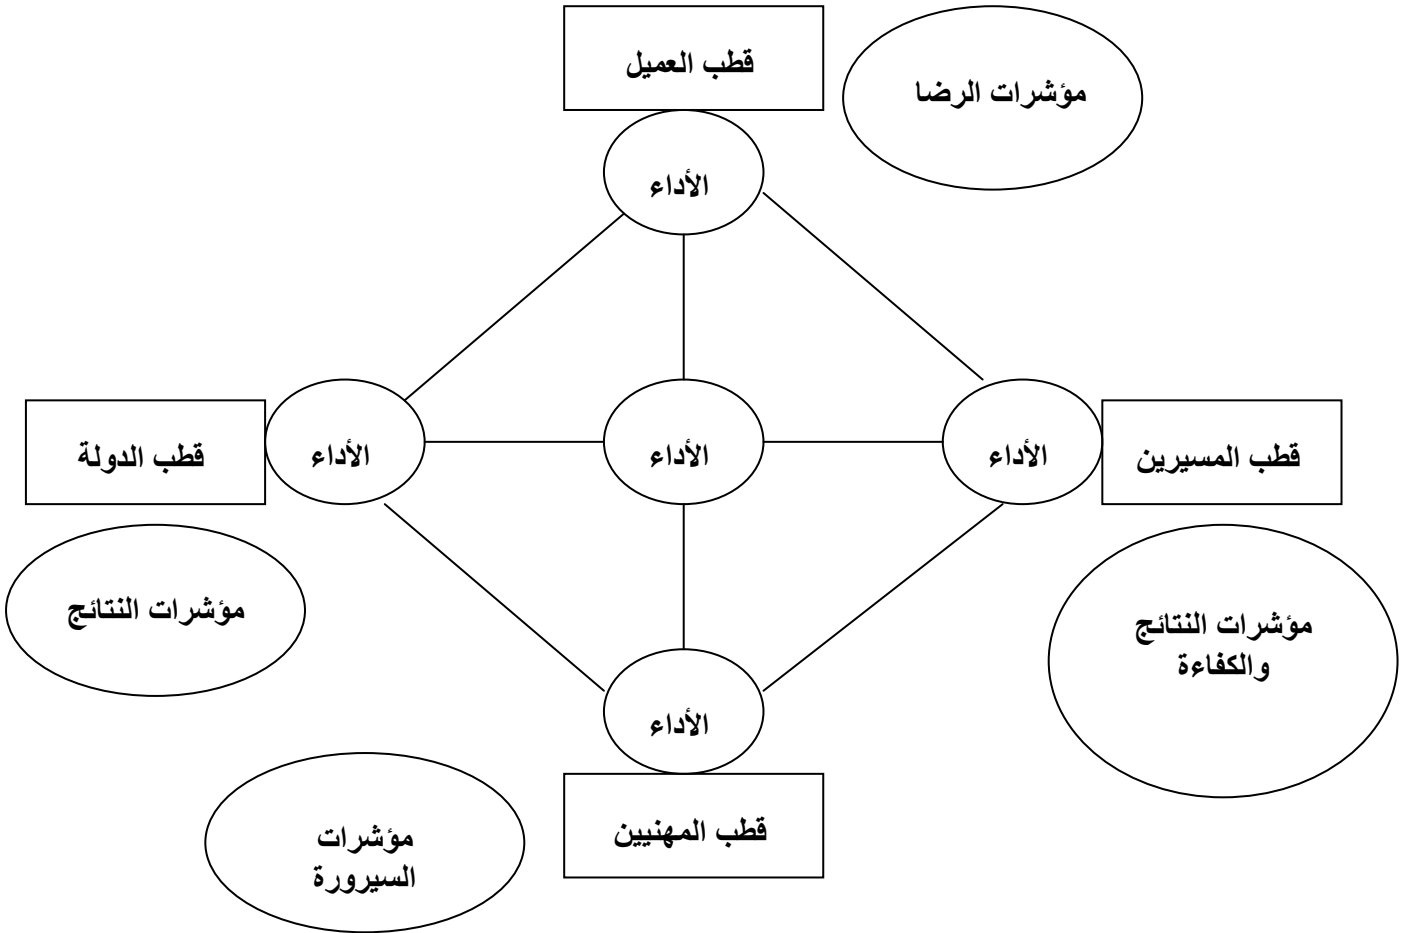 قطب العميل
مؤشرات الرضا
الأداء
قطب المسيرين
الأداء
الأداء
الأداء
قطب الدولة
مؤشرات النتائج
والكفاءة
مؤشرات النتائج
الأداء
قطب المهنيين
مؤشرات
السيرورة